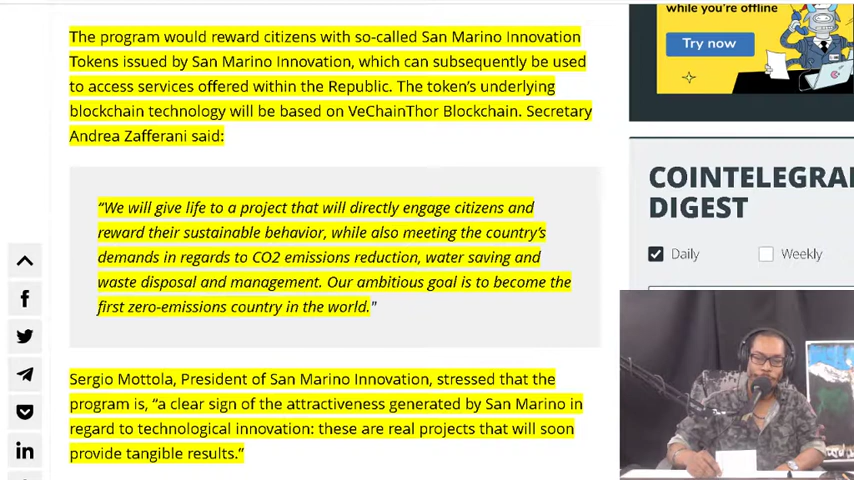 The program would reward citizens with so-called San Marino Innovation
Tokens issued by San Marino Innovation, which can subsequently be used
to access services offered within the Republic. The token's underlying
blockchain technology will be based on VeChainThor Blockchain. Secretary
Andrea Zafferani said:
“We will give life to a project that will directly engage citizens and
reward their sustainable behavior, while also meeting the country’s
demands in regards to CO2 emissions reduction, water saving and
waste disposal and management. Our ambitious goal is to become the
first zero-emissions country in the world."
Sergio Mottola, President of San Marino Innovation, stressed that the
program is, “a clear sign of the attractiveness generated by San Marino in
regard to technological innovation: these are real projects that will soon
provide tangible results.”
while you're offline
Try now
COINTELEGRA
DIGEST
Daily
Weekly